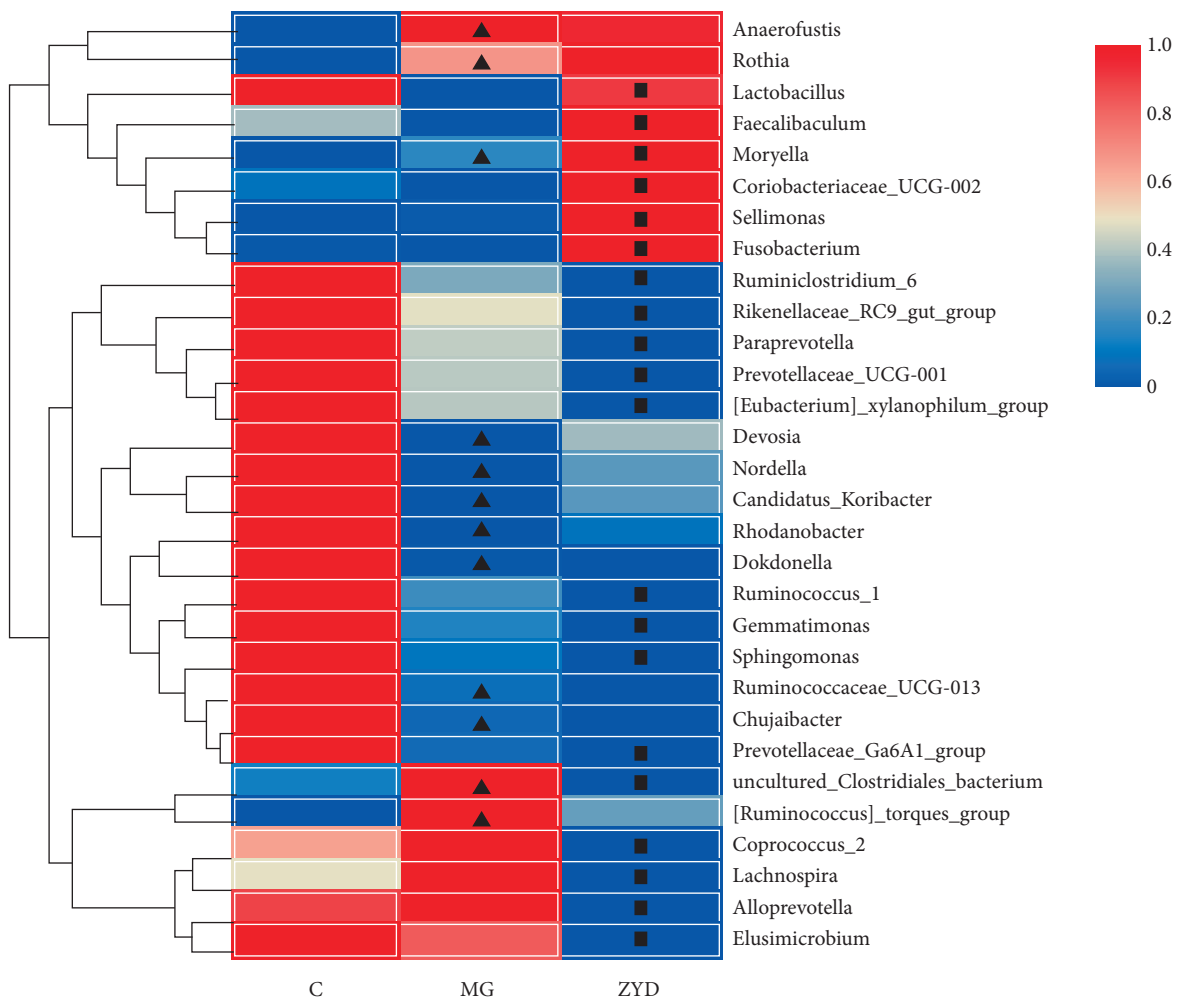 Anaerofustis
Rothia
Lactobacillus
Faecalibaculum
Moryella
Coriobacteriaceae_UCG-002
Sellimonas
Fusobacterium
Ruminiclostridium_6
Rikenellaceae_RC9_gut_group
Paraprevotella
Prevotellaceae_UCG-001
[Eubacterium]_xylanophilum_group
Devosia
Nordella
Candidatus_Koribacter
Rhodanobacter
Dokdonella
Ruminococcus_1
Gemmatimonas
Sphingomonas
Ruminococcaceae_UCG-013
Chujaibacter
Prevotellaceae_Ga6A1_group
uncultured_Clostridiales_bacterium
[Ruminococcus]_torques_group
Coprococcus_2
Lachnospira
Alloprevotella
Elusimicrobium
1.0
0.8
0.6
0.4
0.2
0
C MG ZYD